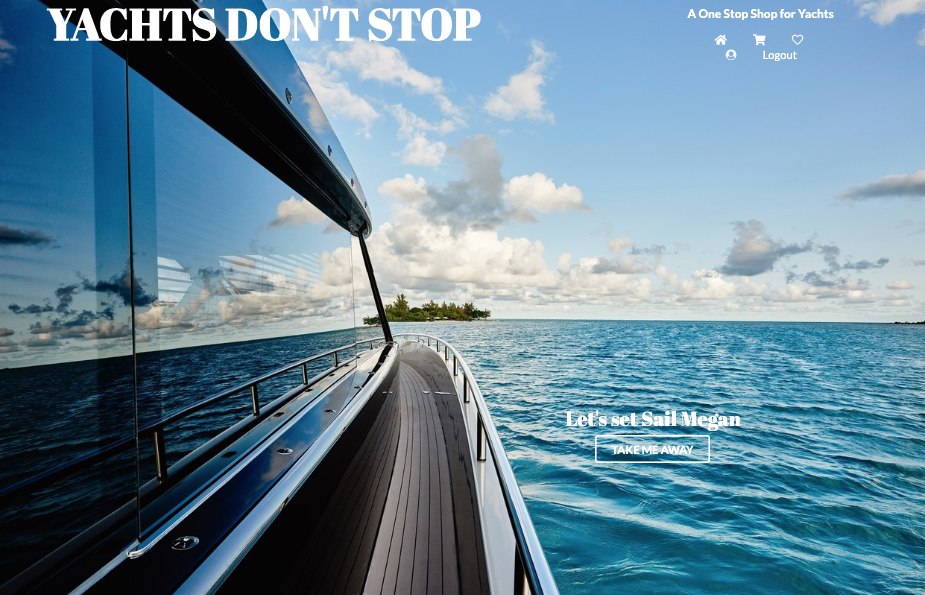 YACHTS DON'T STOP
A One Stop Shop for Yachts
Logout
Let's set Sail Megan
TAKE ME AWAY